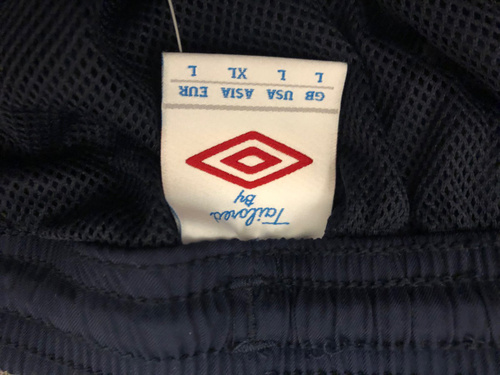 Tailored
By
GB USA ASIA EUR
L L XL L